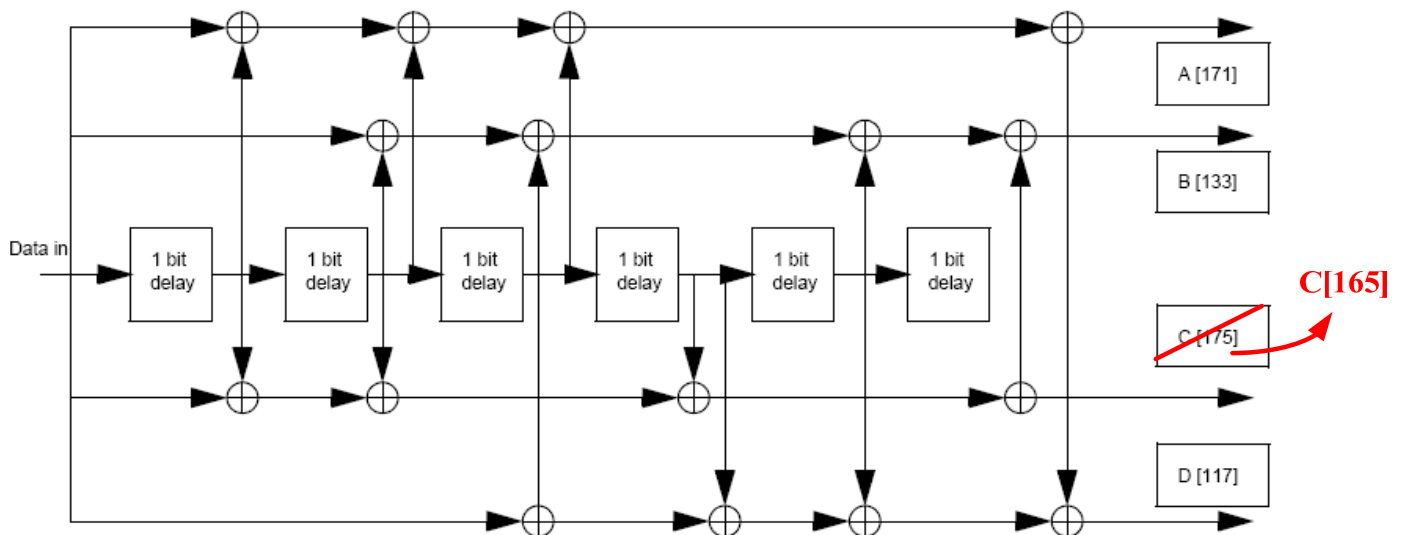 A [171]
B [133]
Data in
1 bit
delay
1 bit
delay
1 bit
delay
1 bit
delay
1 bit
delay
1 bit
delay
C[165]
C [175]
D [117]